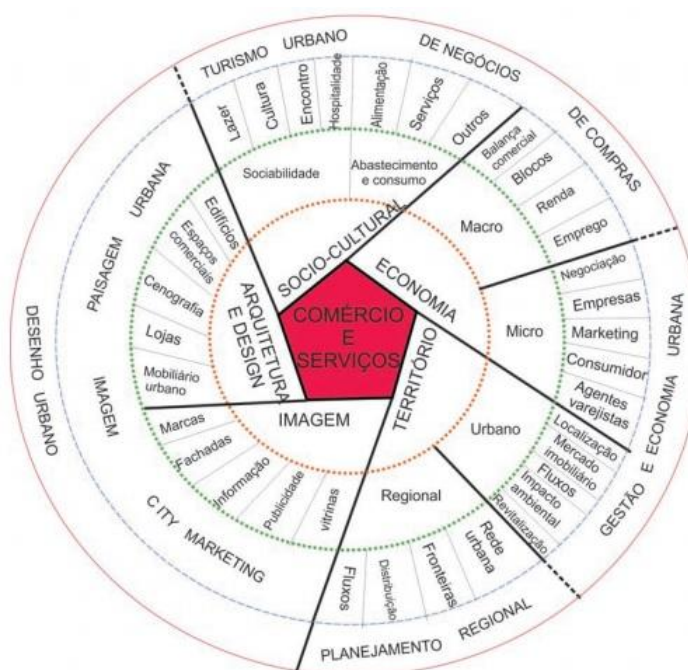 TURISMO URBANO
DE NEGÓCIOS
DE COMPRAS
GESTÃO E ECONOMIA URBANA
PLANEJAMENTO REGIONAL
CITY MARKETING
DESENHO URBANO
IMAGEM
PAISAGEM URBANA
Lazer
Cultura
Encontro
Hospitalidade
Alimentação
Serviços
Outros
Balança
comercial
Blocos
Renda
Emprego
Negociação
Empresas
Marketing
Consumidor
Agentes
varejistas
Localização
Mercado
imobiliário
Fluxos
Impacto
ambiental
Revitalização
Rede
urbana
Fronteiras
Distribuição
Fluxos
vitrinas
Publicidade
Informação
Fachadas
Marcas
Mobiliário
urbano
Lojas
Cenografia
Espaços
comerciais
Edifícios
Sociabilidade
Abastecimento
e consumo
Macro
Micro
Urbano
Regional
SOCIO-CULTURAL
ECONOMIA
TERRITÓRIO
IMAGEM
ARQUITETURA
E DESIGN
COMÉRCIO
E
SERVIÇOS